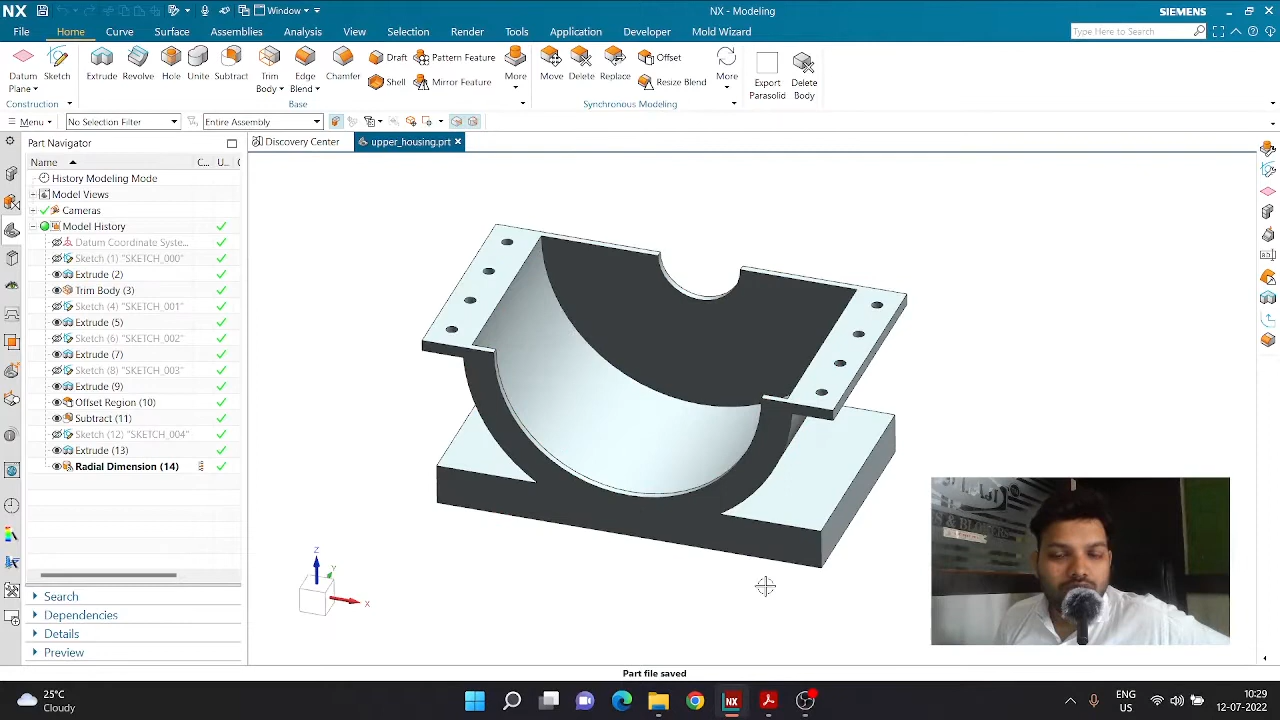 NX
Window
NX - Modeling
SIEMENS
File Home Curve Surface Assemblies Analysis View Selection Render Tools Application Developer Mold Wizard
Type Here to Search
Datum Plane
Sketch
Extrude
Revolve
Hole
Unite
Subtract
Trim Body
Edge Blend
Chamfer
Draft
Shell
Pattern Feature
Mirror Feature
More
Move
Delete
Replace
Offset
Resize Blend
More
Export Parasolid
Delete Body
Construction
Base
Synchronous Modeling
Menu
No Selection Filter
Entire Assembly
Part Navigator
Discovery Center
upper_housing.prt
Name C... U...
History Modeling Mode
Model Views
Cameras
Model History
Datum Coordinate Syste...
Sketch (1) "SKETCH_000"
Extrude (2)
Trim Body (3)
Sketch (4) "SKETCH_001"
Extrude (5)
Sketch (6) "SKETCH_002"
Extrude (7)
Sketch (8) "SKETCH_003"
Extrude (9)
Offset Region (10)
Subtract (11)
Sketch (12) "SKETCH_004"
Extrude (13)
Radial Dimension (14)
Search
Dependencies
Details
Preview
Z
Y
X
Part file saved
25°C
Cloudy
NX
ENG
US
10:29
12-07-2022